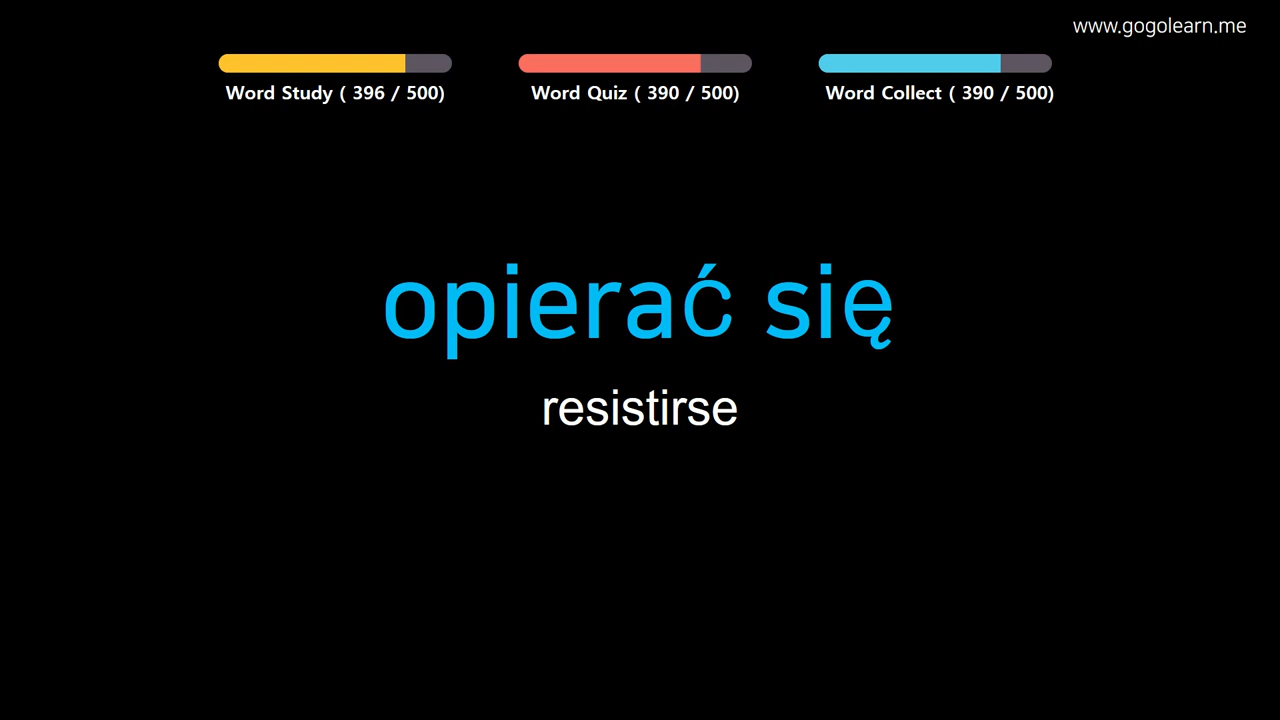 www.gogolearn.me
Word Study ( 396 / 500)
Word Quiz ( 390 / 500)
Word Collect ( 390 / 500)
opierać się
resistirse